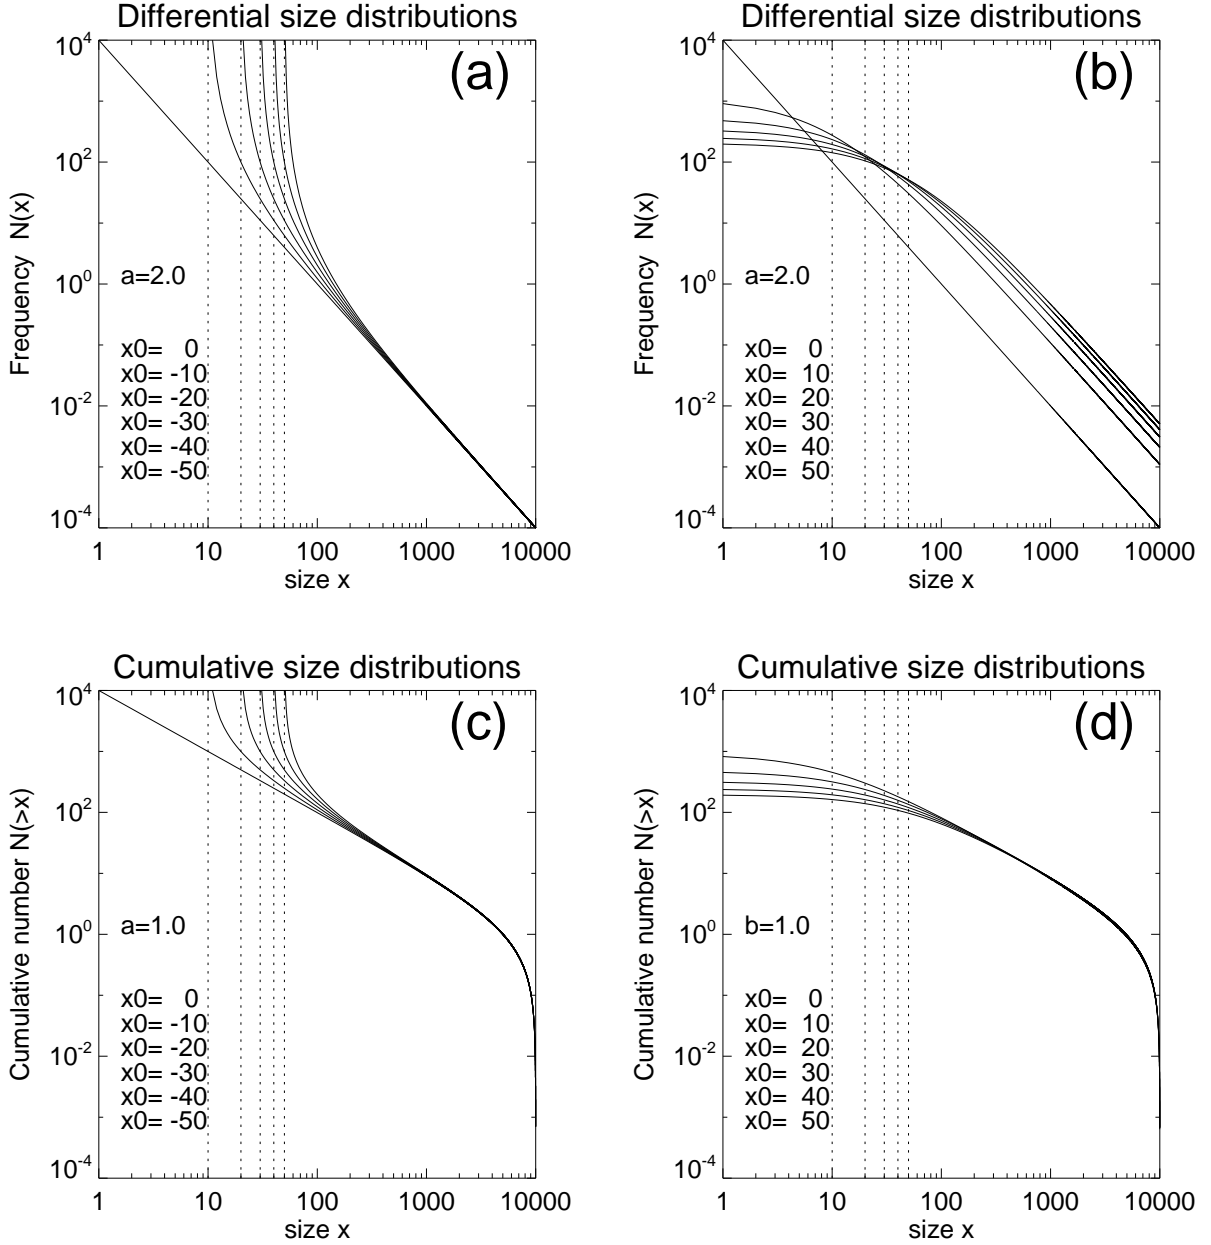 Differential size distributions
(a)
Frequency N(x)
10^4
10^2
10^0
10^-2
10^-4
a=2.0
x0= 0
x0= -10
x0= -20
x0= -30
x0= -40
x0= -50
1 10 100 1000 10000
size x
Differential size distributions
(b)
Frequency N(x)
10^4
10^2
10^0
10^-2
10^-4
a=2.0
x0= 0
x0= 10
x0= 20
x0= 30
x0= 40
x0= 50
1 10 100 1000 10000
size x
Cumulative size distributions
(c)
Cumulative number N(>x)
10^4
10^2
10^0
10^-2
10^-4
a=1.0
x0= 0
x0= -10
x0= -20
x0= -30
x0= -40
x0= -50
1 10 100 1000 10000
size x
Cumulative size distributions
(d)
Cumulative number N(>x)
10^4
10^2
10^0
10^-2
10^-4
b=1.0
x0= 0
x0= 10
x0= 20
x0= 30
x0= 40
x0= 50
1 10 100 1000 10000
size x